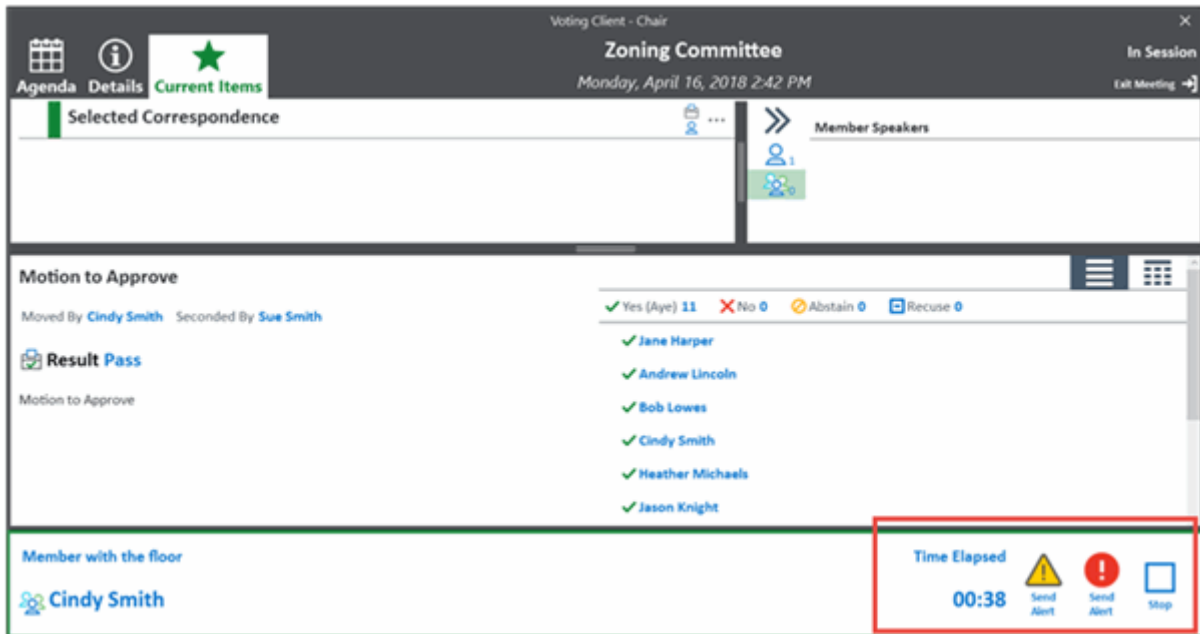 Voting Client - Chair
Agenda Details Current Items
Zoning Committee
Monday, April 16, 2018 2:42 PM
In Session
Exit Meeting
Selected Correspondence
...
Member Speakers
1
0
Motion to Approve
Moved By Cindy Smith Seconded By Sue Smith
Result Pass
Motion to Approve
Yes (Aye) 11 No 0 Abstain 0 Recuse 0
Jane Harper
Andrew Lincoln
Bob Lowes
Cindy Smith
Heather Michaels
Jason Knight
Member with the floor
Cindy Smith
Time Elapsed
00:38
Send Alert
Send Alert
Stop